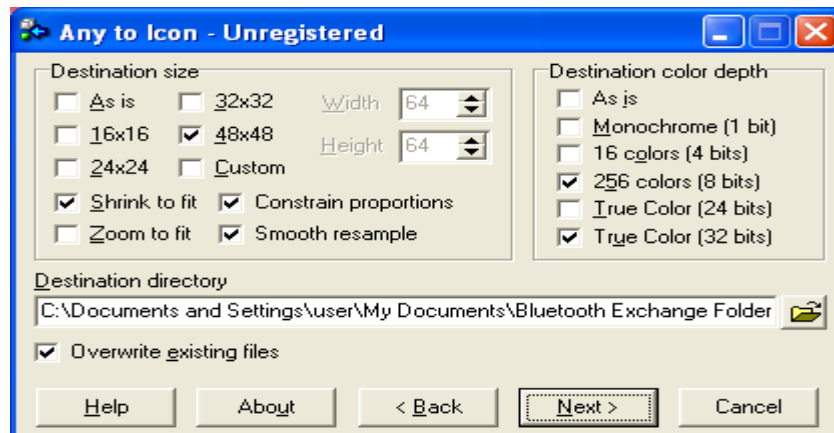 Any to Icon - Unregistered
Destination size
As is
32x32
Width
64
16x16
48x48
Height
64
24x24
Custom
Shrink to fit
Constrain proportions
Zoom to fit
Smooth resample
Destination color depth
As is
Monochrome (1 bit)
16 colors (4 bits)
256 colors (8 bits)
True Color (24 bits)
True Color (32 bits)
Destination directory
C:\Documents and Settings\user\My Documents\Bluetooth Exchange Folder
Overwrite existing files
Help
About
< Back
Next >
Cancel